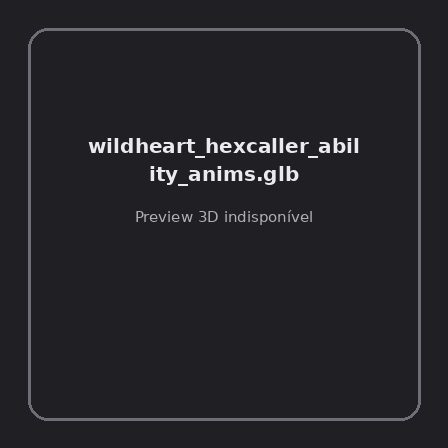 wildheart_hexcaller_abil
ity_anims.glb
Preview 3D indisponível